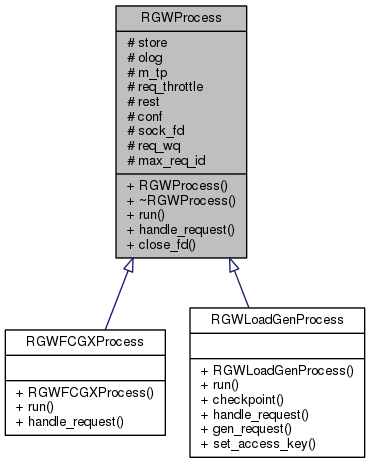 RGWProcess
# store
# olog
# m_tp
# req_throttle
# rest
# conf
# sock_fd
# req_wq
# max_req_id
+ RGWProcess()
+ ~RGWProcess()
+ run()
+ handle_request()
+ close_fd()
RGWFCGXProcess
+ RGWFCGXProcess()
+ run()
+ handle_request()
RGWLoadGenProcess
+ RGWLoadGenProcess()
+ run()
+ checkpoint()
+ handle_request()
+ gen_request()
+ set_access_key()